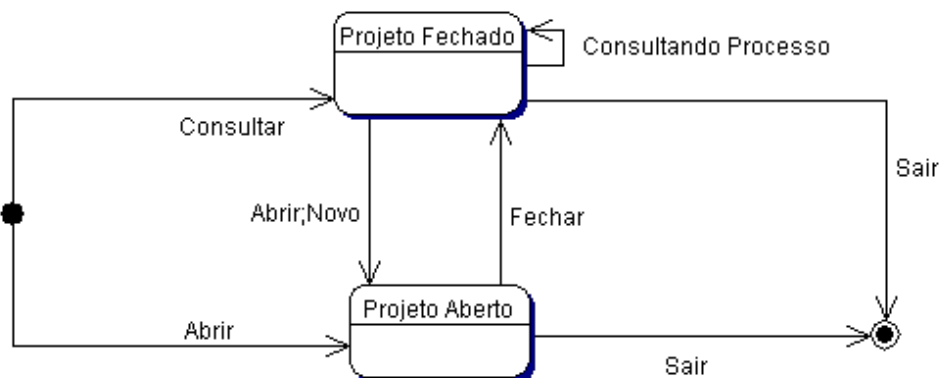 Projeto Fechado
Consultando Processo
Consultar
Sair
Abrir;Novo
Fechar
Projeto Aberto
Abrir
Sair